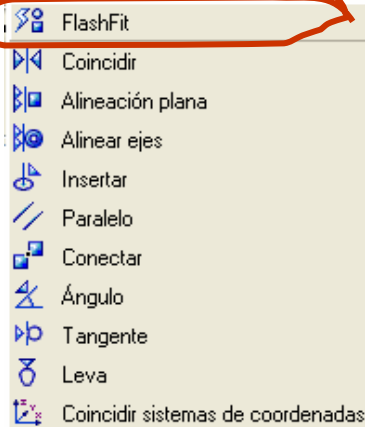 FlashFit
Coincidir
Alineación plana
Alinear ejes
Insertar
Paralelo
Conectar
Ángulo
Tangente
Leva
Coincidir sistemas de coordenadas